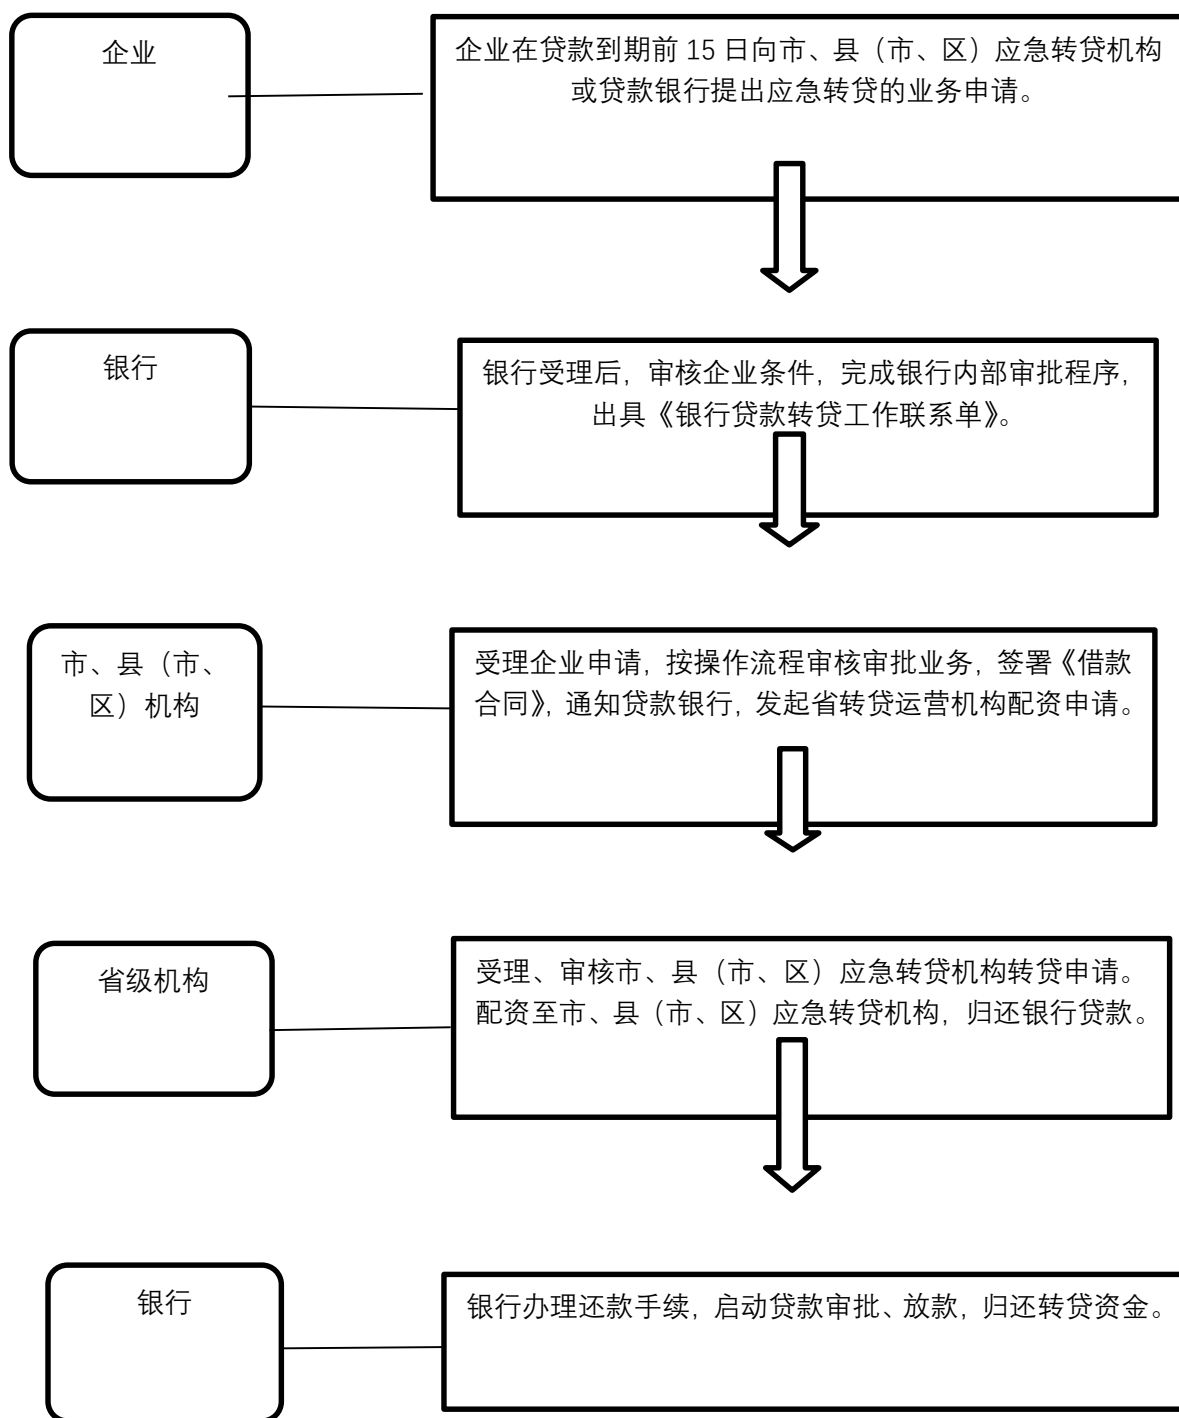 企业
企业在贷款到期前 15 日向市、县（市、区）应急转贷机构
或贷款银行提出应急转贷的业务申请。
银行
银行受理后，审核企业条件，完成银行内部审批程序，
出具《银行贷款转贷工作联系单》。
市、县（市、
区）机构
受理企业申请，按操作流程审核审批业务，签署《借款
合同》，通知贷款银行，发起省转贷运营机构配资申请。
省级机构
受理、审核市、县（市、区）应急转贷机构转贷申请。
配资至市、县（市、区）应急转贷机构，归还银行贷款。
银行
银行办理还款手续，启动贷款审批、放款，归还转贷资金。